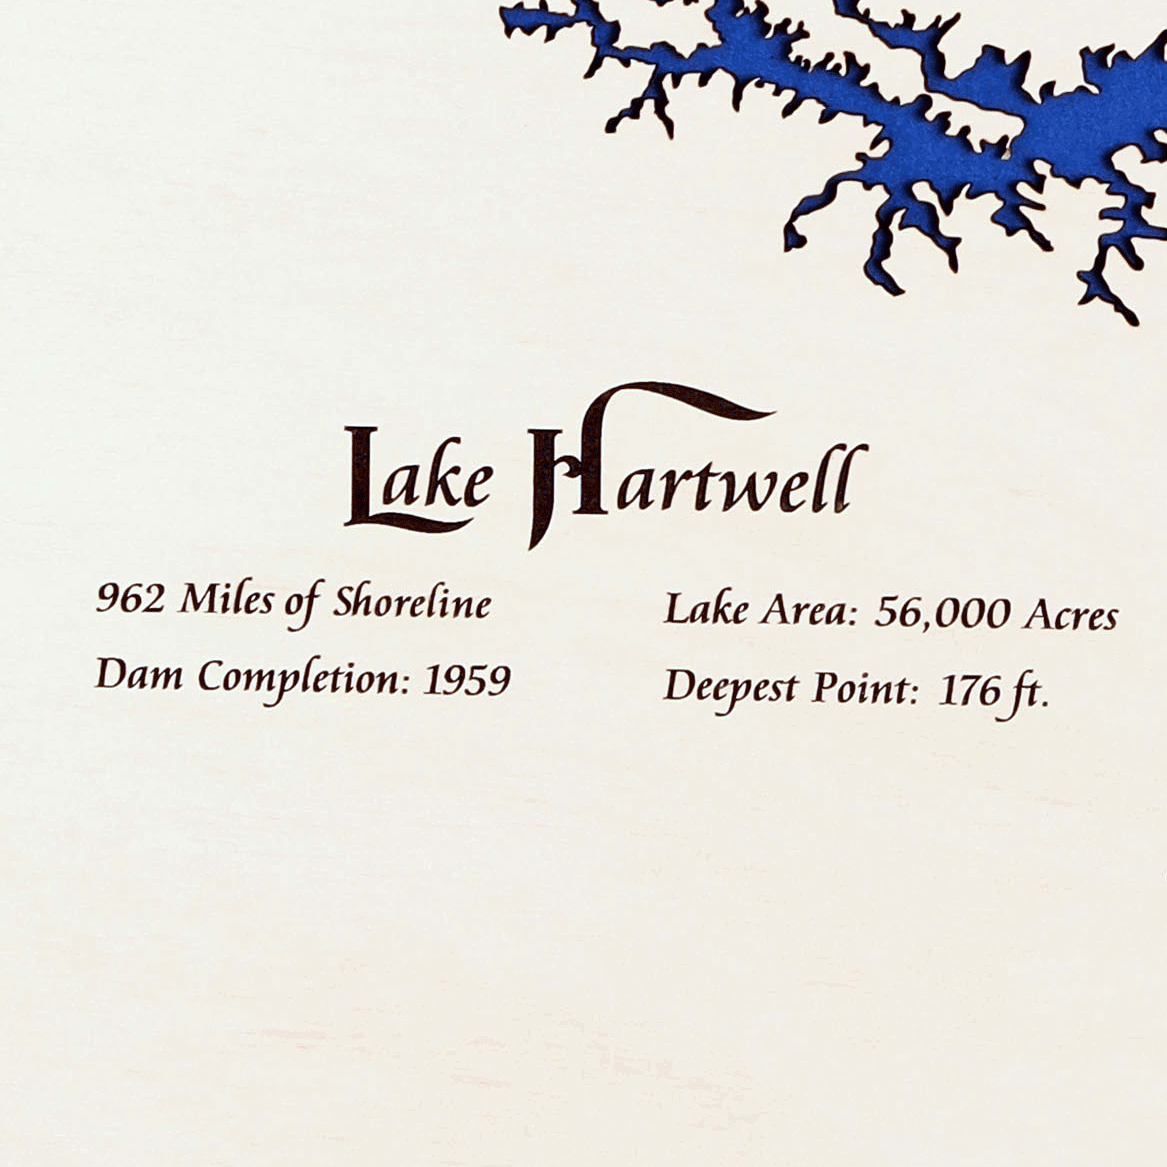 Lake Hartwell
962 Miles of Shoreline
Dam Completion: 1959
Lake Area: 56,000 Acres
Deepest Point: 176 ft.